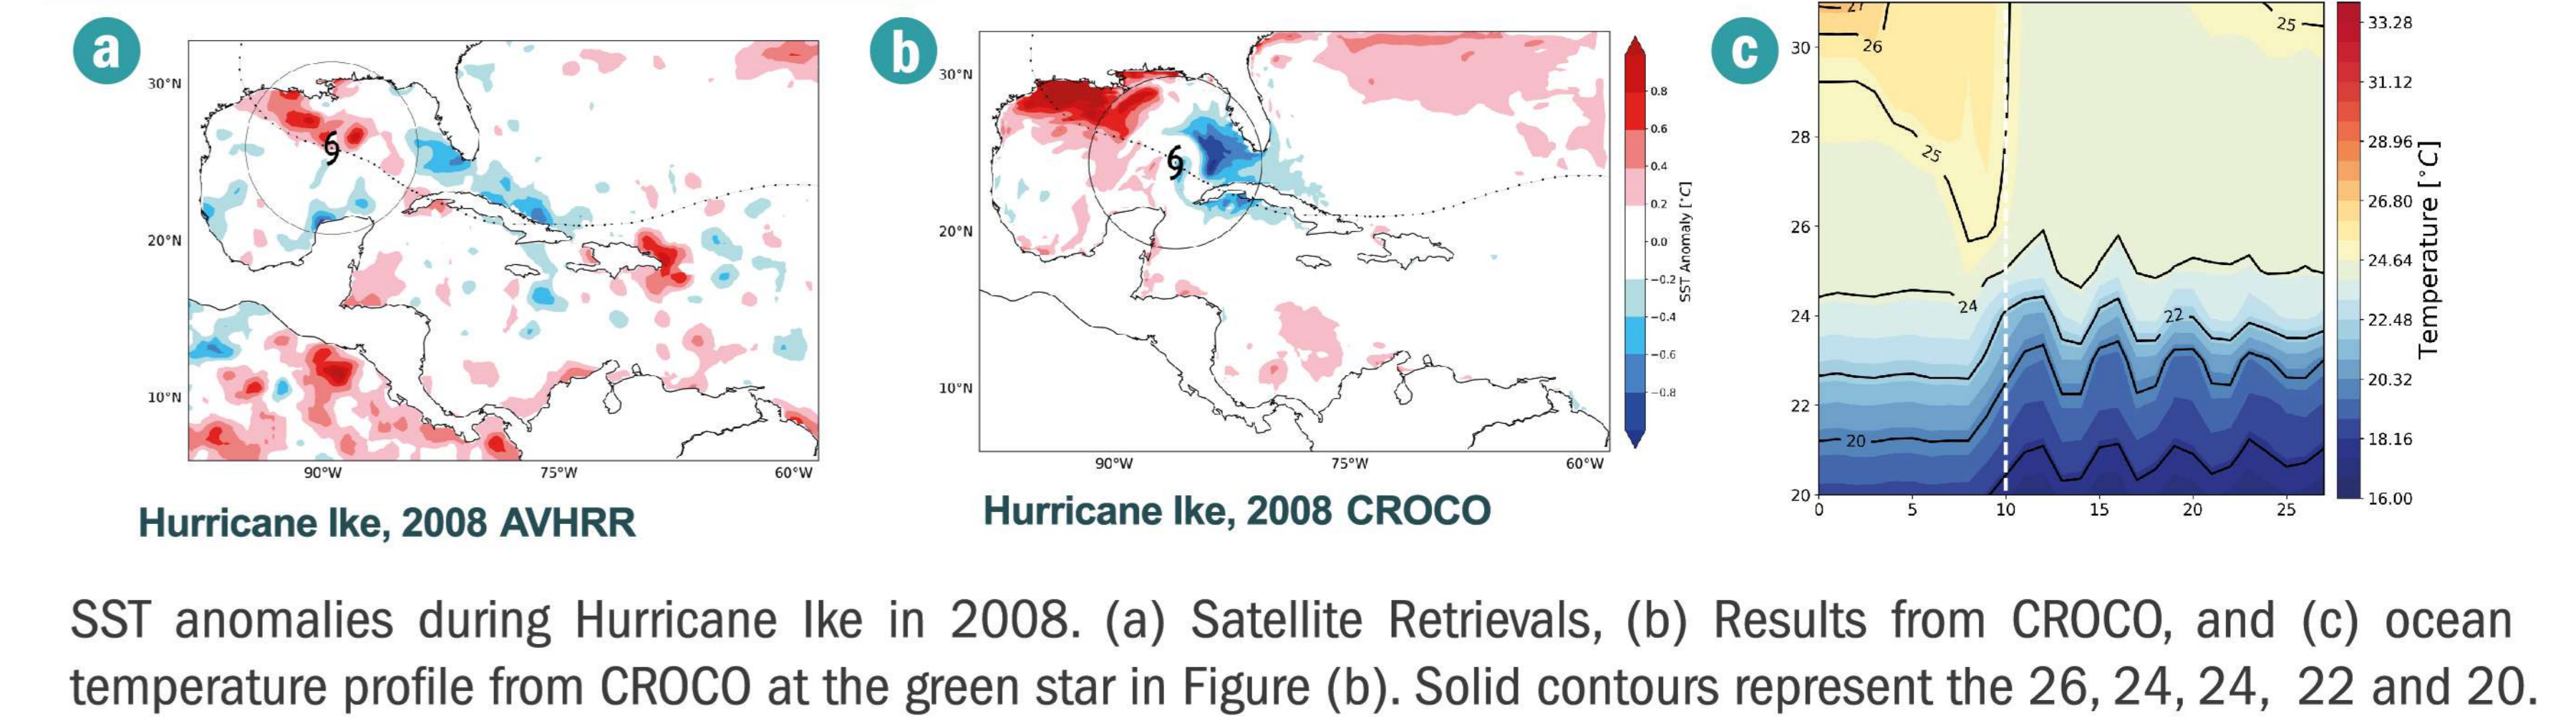 a
30°N
20°N
10°N
90°W
75°W
60°W
Hurricane Ike, 2008 AVHRR
b
30°N
20°N
10°N
90°W
75°W
60°W
Hurricane Ike, 2008 CROCO
0.8
0.6
0.4
0.2
0.0
−0.2
−0.4
−0.6
−0.8
SST Anomaly [°C]
c
30
28
26
24
22
20
0
5
10
15
20
25
27
26
25
25
24
22
20
33.28
31.12
28.96
26.80
24.64
22.48
20.32
18.16
16.00
Temperature [°C]
SST anomalies during Hurricane Ike in 2008. (a) Satellite Retrievals, (b) Results from CROCO, and (c) ocean
temperature profile from CROCO at the green star in Figure (b). Solid contours represent the 26, 24, 24, 22 and 20.